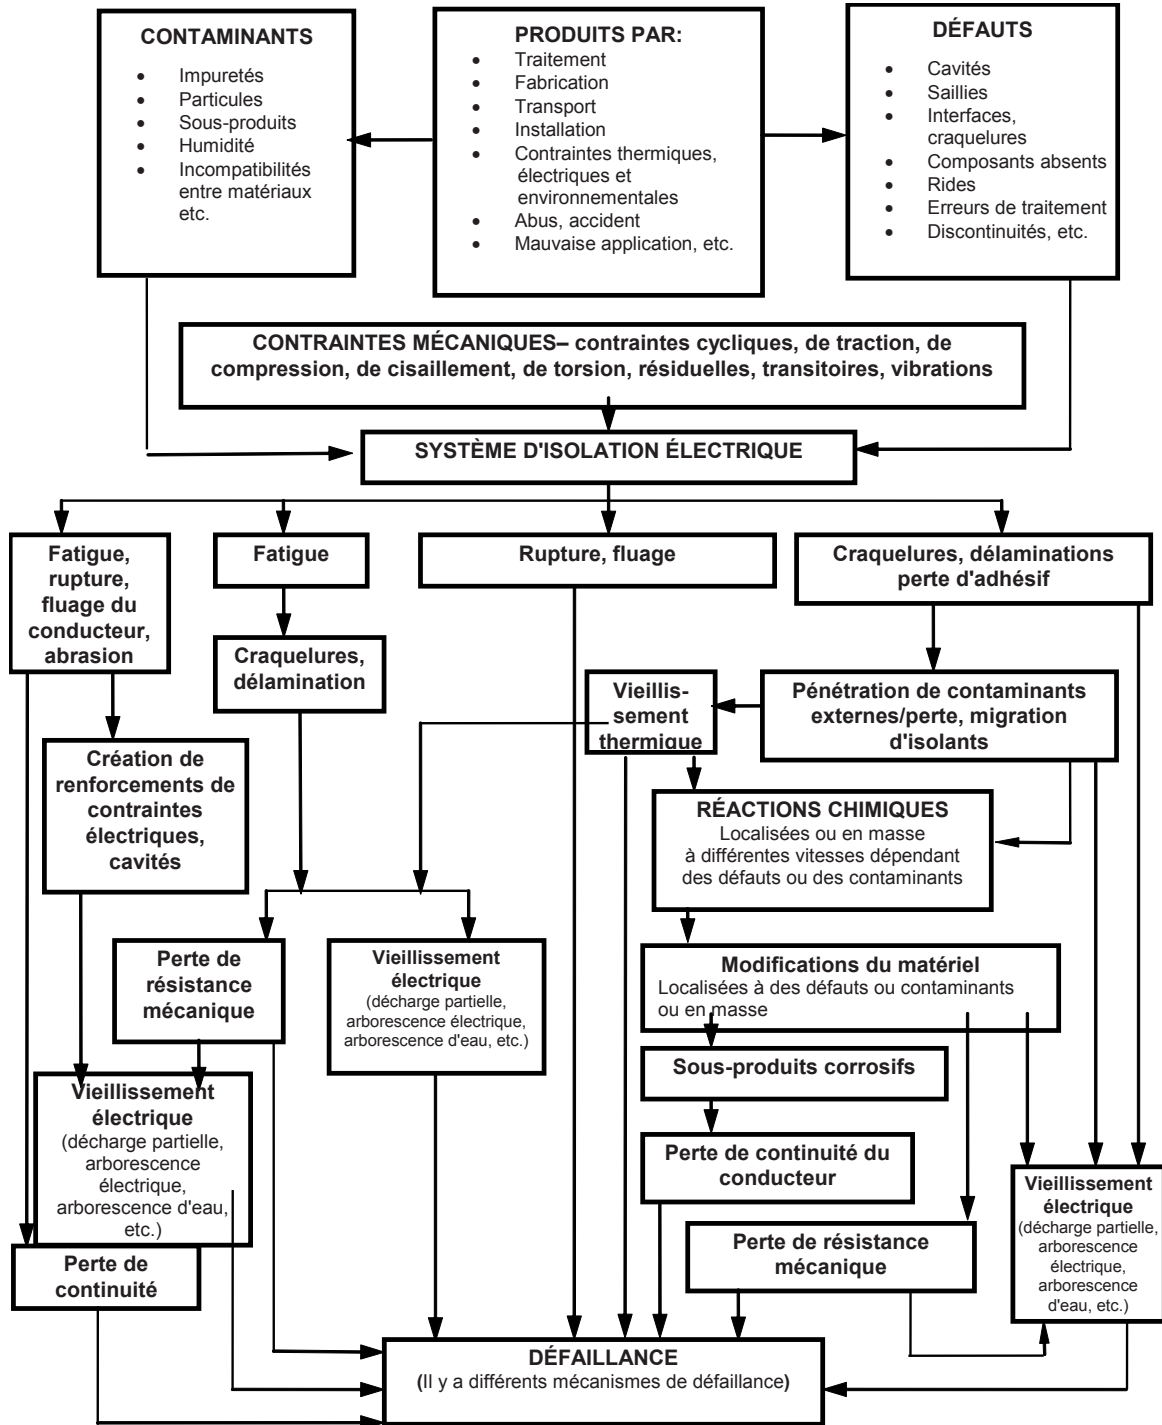 CONTAMINANTS
• Impuretés
• Particules
• Sous-produits
• Humidité
• Incompatibilités
entre matériaux
etc.
PRODUITS PAR:
• Traitement
• Fabrication
• Transport
• Installation
• Contraintes thermiques,
électriques et
environnementales
• Abus, accident
• Mauvaise application, etc.
DÉFAUTS
• Cavités
• Saillies
• Interfaces,
craquelures
• Composants absents
• Rides
• Erreurs de traitement
• Discontinuités, etc.
CONTRAINTES MÉCANIQUES– contraintes cycliques, de traction, de
compression, de cisaillement, de torsion, résiduelles, transitoires, vibrations
SYSTÈME D'ISOLATION ÉLECTRIQUE
Fatigue,
rupture,
fluage du
conducteur,
abrasion
Fatigue
Rupture, fluage
Craquelures, délaminations
perte d'adhésif
Craquelures,
délamination
Vieillis-
sement
thermique
Pénétration de contaminants
externes/perte, migration
d'isolants
Création de
renforcements de
contraintes
électriques,
cavités
RÉACTIONS CHIMIQUES
Localisées ou en masse
à différentes vitesses dépendant
des défauts ou des contaminants
Perte de
résistance
mécanique
Vieillissement
électrique
(décharge partielle,
arborescence électrique,
arborescence d'eau, etc.)
Modifications du matériel
Localisées à des défauts ou contaminants
ou en masse
Sous-produits corrosifs
Vieillissement
électrique
(décharge partielle,
arborescence
électrique,
arborescence d'eau,
etc.)
Perte de continuité du
conducteur
Vieillissement
électrique
(décharge partielle,
arborescence
électrique,
arborescence
d'eau, etc.)
Perte de résistance
mécanique
Perte de
continuité
DÉFAILLANCE
(Il y a différents mécanismes de défaillance)